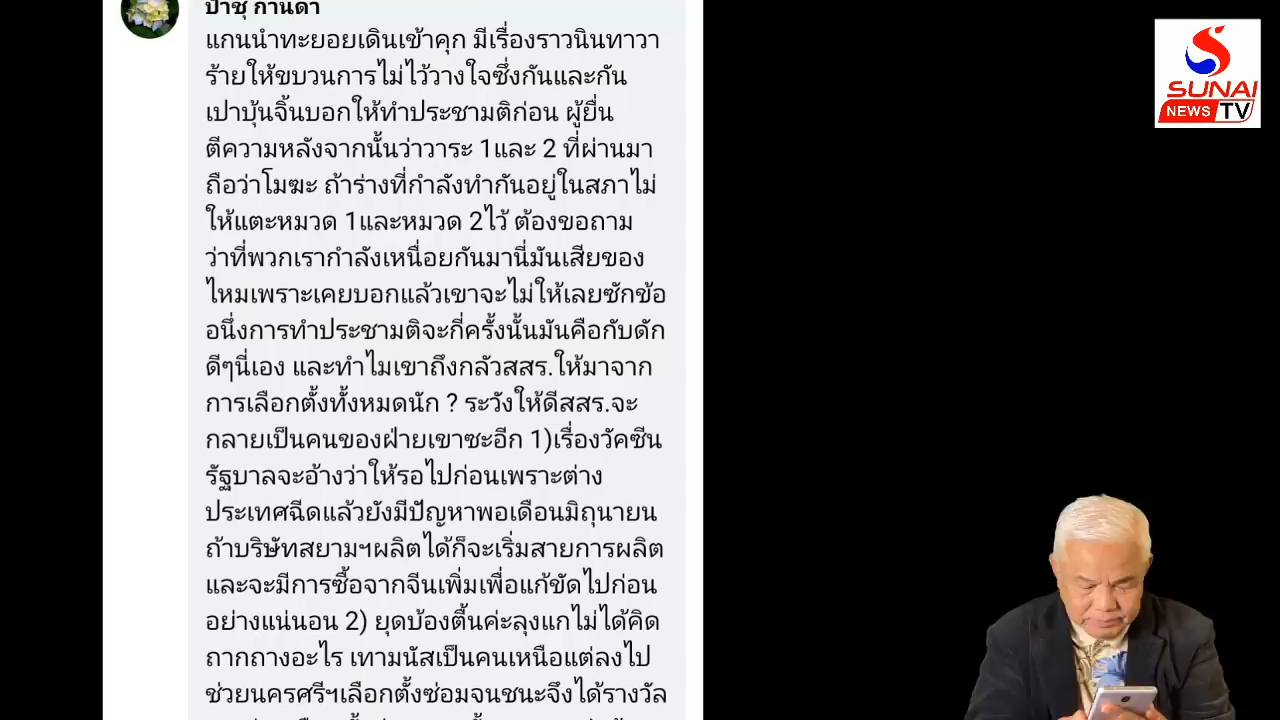 ป้าชุ กานดา
แกนนำทะยอยเดินเข้าคุก มีเรื่องราวนินทาวา
ร้ายให้ขบวนการไม่ไว้วางใจซึ่งกันและกัน
เปาบุ้นจิ้นบอกให้ทำประชามติก่อน ผู้ยื่น
ตีความหลังจากนั้นว่าวาระ 1และ 2 ที่ผ่านมา
ถือว่าโมฆะ ถ้าร่างที่กำลังทำกันอยู่ในสภาไม่
ให้แตะหมวด 1และหมวด 2ไว้ ต้องขอถาม
ว่าที่พวกเรากำลังเหนื่อยกันมานี่มันเสียของ
ไหมเพราะเคยบอกแล้วเขาจะไม่ให้เลยซักข้อ
อนึ่งการทำประชามติจะกี่ครั้งนั้นมันคือกับดัก
ดีๆนี่เอง และทำไมเขาถึงกลัวสสร.ให้มาจาก
การเลือกตั้งทั้งหมดนัก ? ระวังให้ดีสสร.จะ
กลายเป็นคนของฝ่ายเขาซะอีก 1)เรื่องวัคซีน
รัฐบาลจะอ้างว่าให้รอไปก่อนเพราะต่าง
ประเทศฉีดแล้วยังมีปัญหาพอเดือนมิถุนายน
ถ้าบริษัทสยามฯผลิตได้ก็จะเริ่มสายการผลิต
และจะมีการซื้อจากจีนเพิ่มเพื่อแก้ขัดไปก่อน
อย่างแน่นอน 2) ยุดบ้องตื้นค่ะลุงแกไม่ได้คิด
ถากถางอะไร เทามนัสเป็นคนเหนือแต่ลงไป
ช่วยนครศรีฯเลือกตั้งซ่อมจนชนะจึงได้รางวัล
SUNAI
NEWS TV